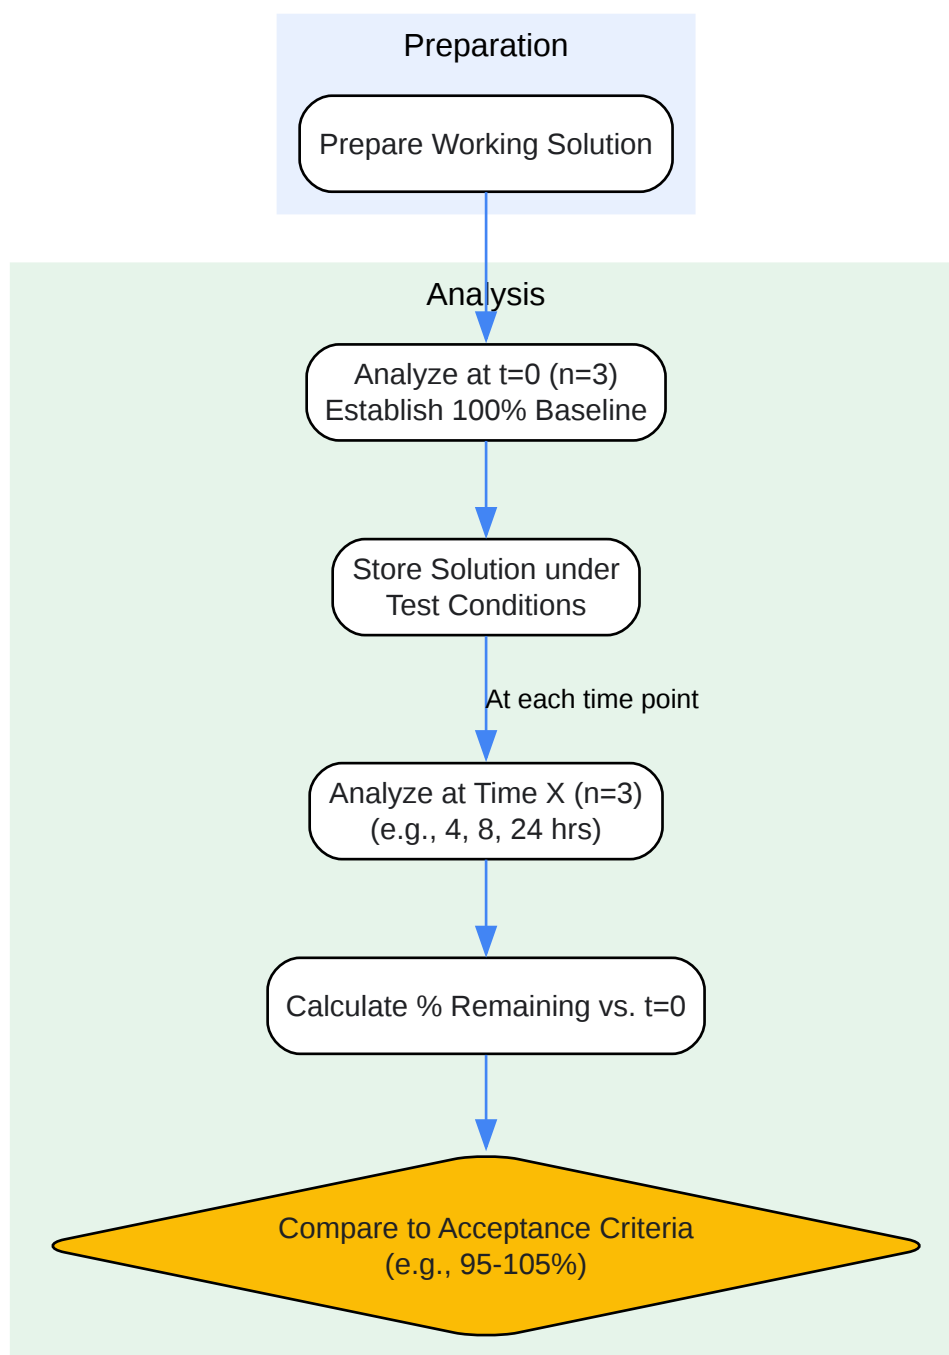 Preparation
Prepare Working Solution
Analysis
Analyze at t=0 (n=3)
Establish 100% Baseline
Store Solution under
Test Conditions
At each time point
Analyze at Time X (n=3)
(e.g., 4, 8, 24 hrs)
Calculate % Remaining vs. t=0
Compare to Acceptance Criteria
(e.g., 95-105%)